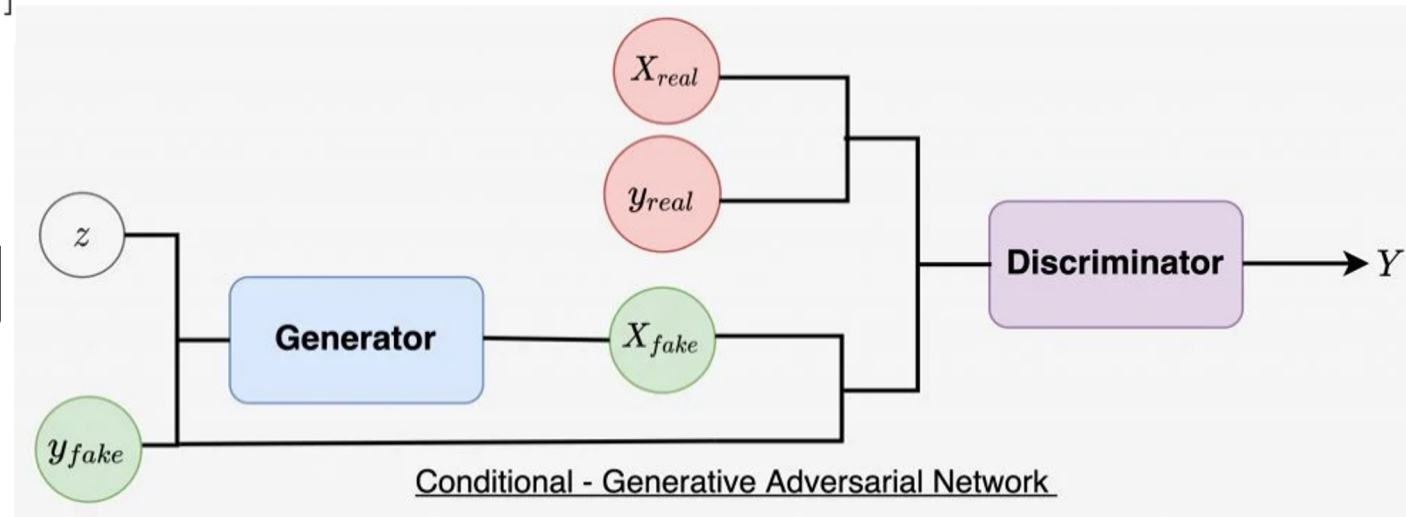 ]
X_real
y_real
z
Discriminator
Y
Generator
X_fake
y_fake
Conditional - Generative Adversarial Network